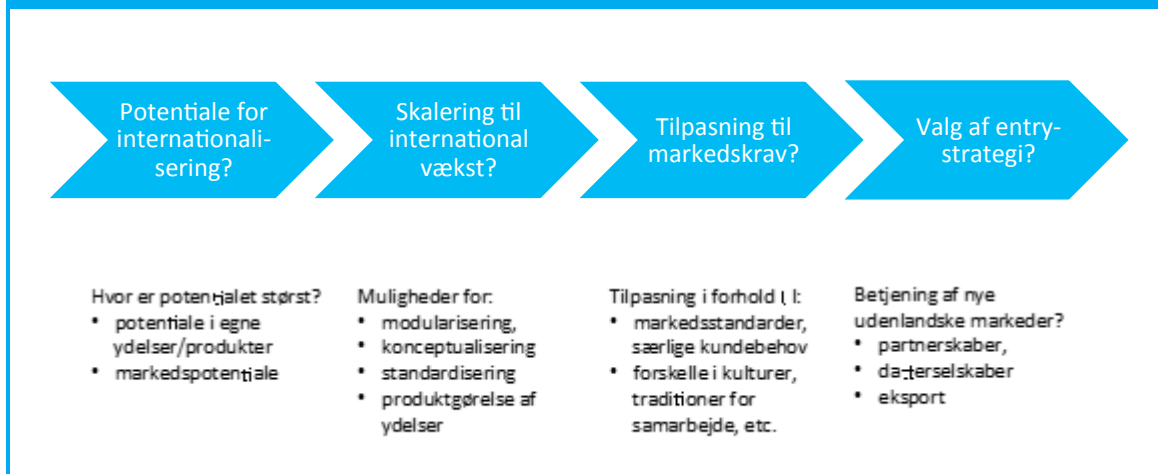 Potentiale for
internationali-
sering?
Skalering til
international
vækst?
Tilpasning til
markedskrav?
Valg af entry-
strategi?
Hvor er potentialet størst?
• potentiale i egne
ydelser/produkter
• markedspotentiale
Muligheder for:
• modularisering,
• konceptualisering
• standardisering
• produktgørelse af
ydelser
Tilpasning i forhold til:
• markedsstandarder,
særlige kundebehov
• forskelle i kulturer,
traditioner for
samarbejde, etc.
Betjening af nye
udenlandske markeder?
• partnerskaber,
• datterselskaber
• eksport